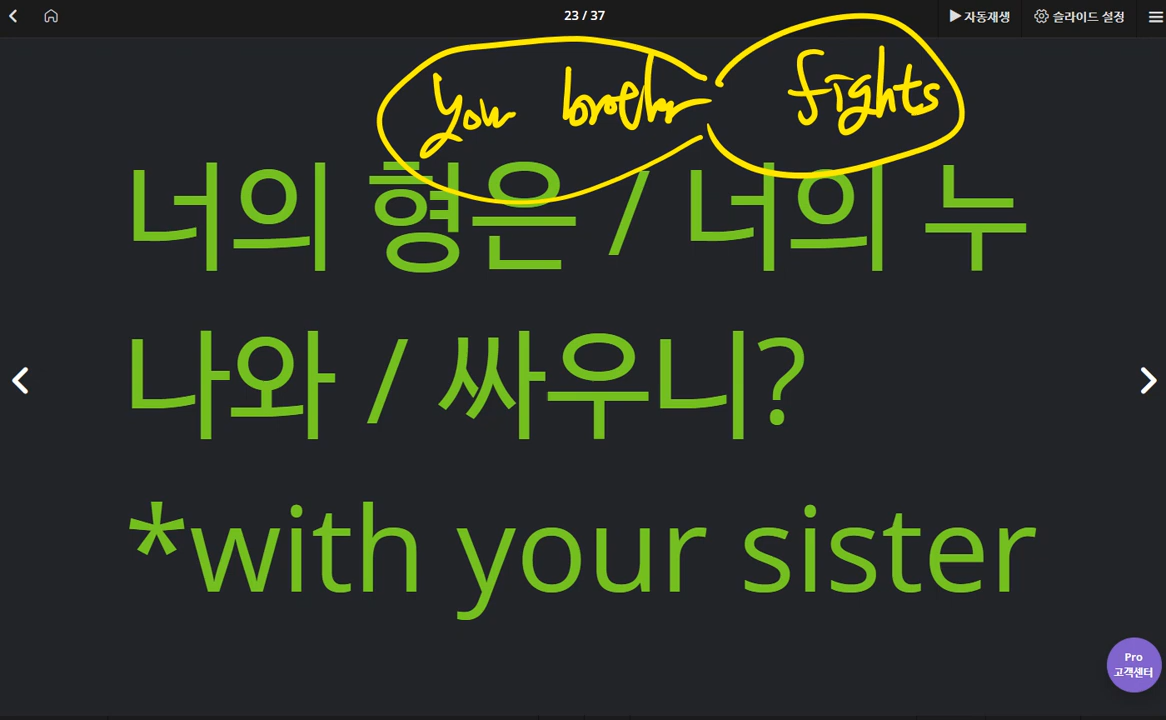 23 / 37
▶ 자동재생
슬라이드 설정
your brother fights
너의 형은 / 너의 누
나와 / 싸우니?
*with your sister
Pro
고객센터